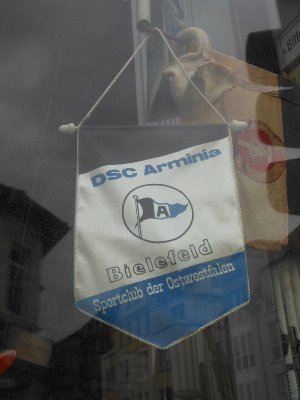 DSC Arminia
A
Bielefeld
Sportclub der Ostwestfalen